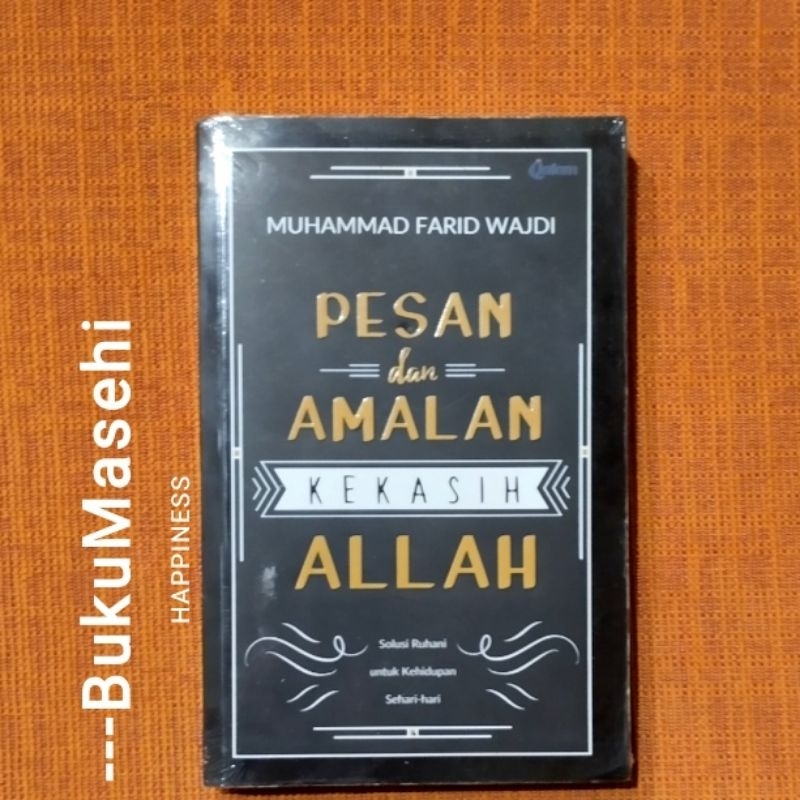 MUHAMMAD FARID WAJDI
PESAN
dan
AMALAN
KEKASIH
ALLAH
Solusi Ruhani
untuk Kehidupan
Sehari-hari
---BukuMasehi
HAPPINESS